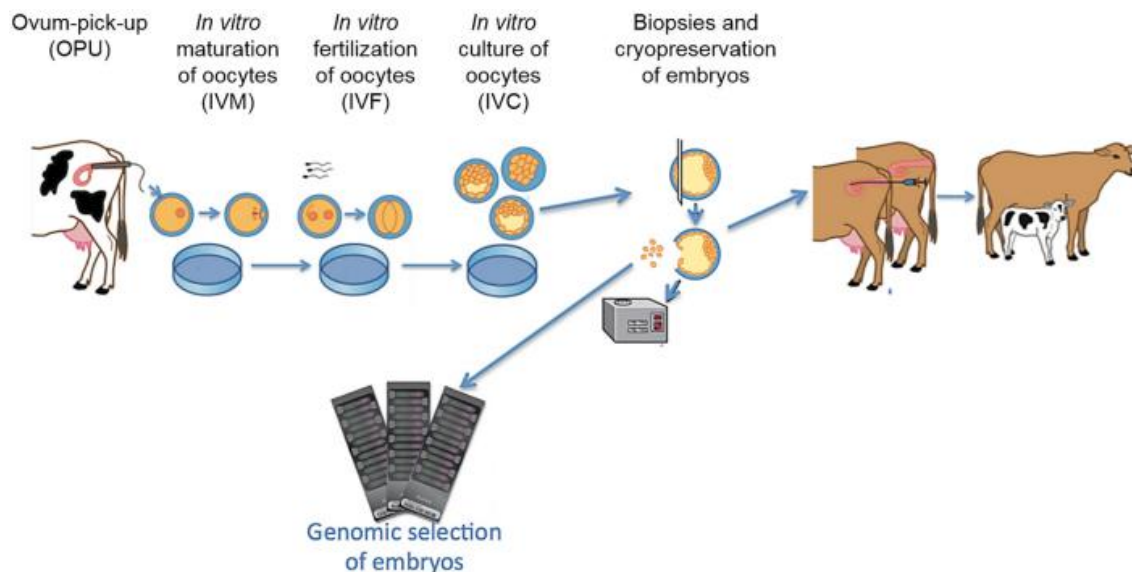 Ovum-pick-up
(OPU)
In vitro
maturation
of oocytes
(IVM)
In vitro
fertilization
of oocytes
(IVF)
In vitro
culture of
oocytes
(IVC)
Biopsies and
cryopreservation
of embryos
Genomic selection
of embryos